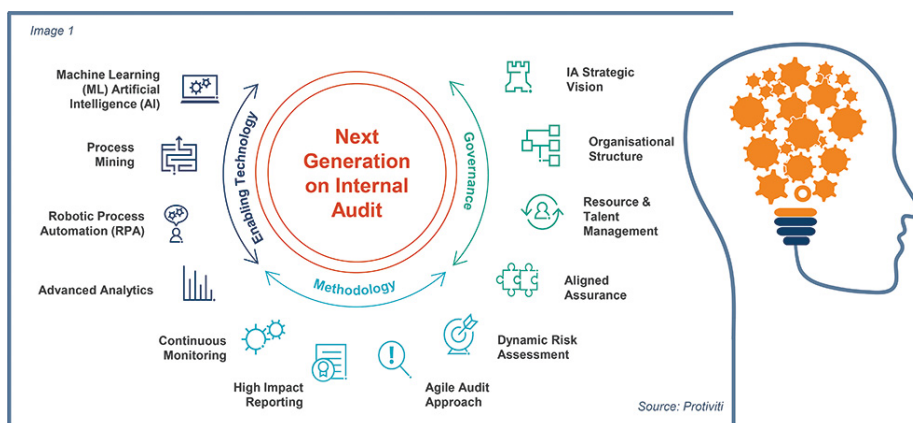 Image 1
Machine Learning
(ML) Artificial
Intelligence (AI)
Process
Mining
Robotic Process
Automation (RPA)
Advanced Analytics
Continuous
Monitoring
High Impact
Reporting
Agile Audit
Approach
Dynamic Risk
Assessment
Aligned
Assurance
Resource &
Talent
Management
Organisational
Structure
IA Strategic
Vision
Enabling Technology
Methodology
Governance
Next
Generation
on Internal
Audit
Source: Protiviti